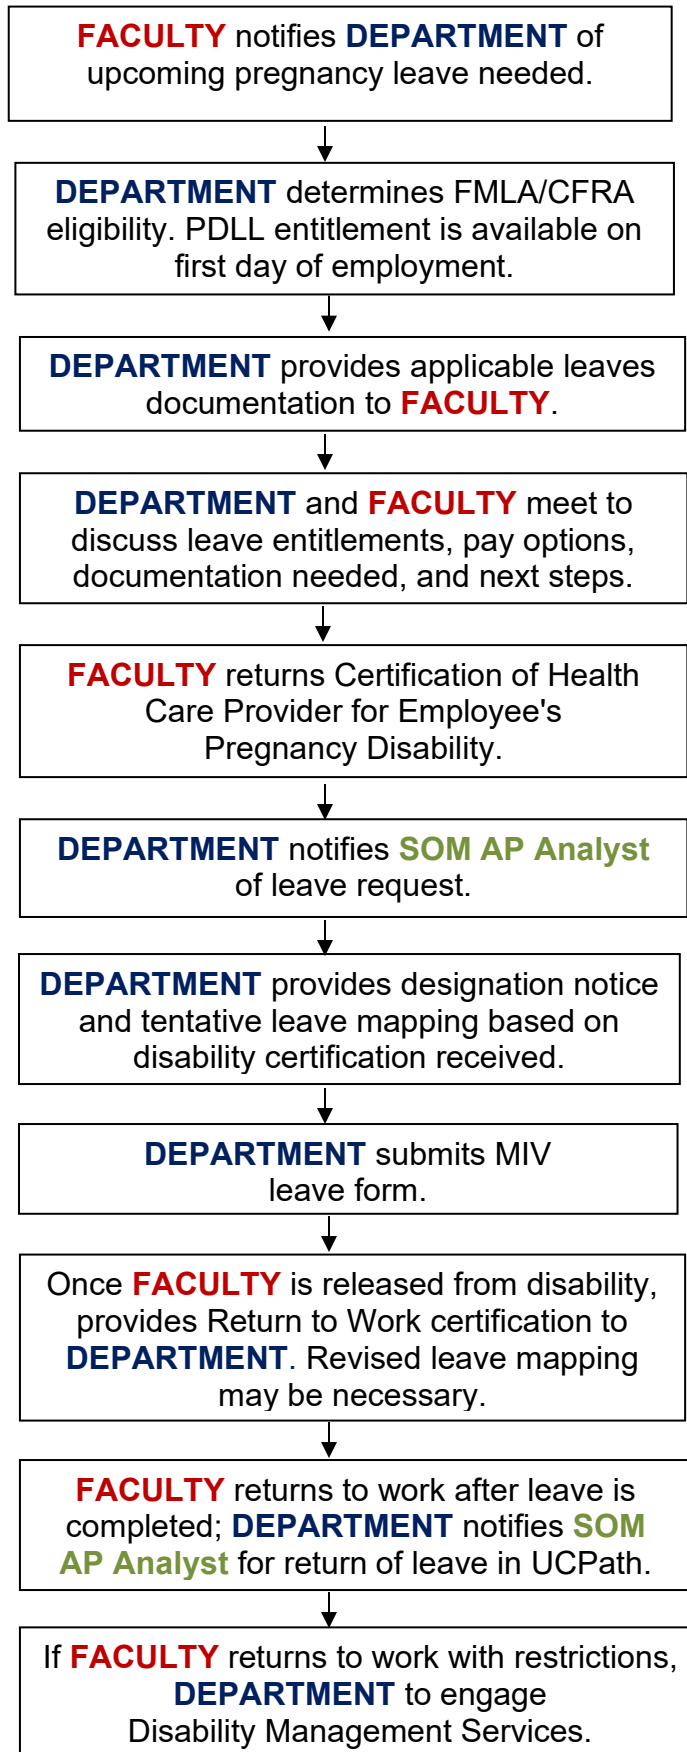 FACULTY notifies DEPARTMENT of
upcoming pregnancy leave needed.
DEPARTMENT determines FMLA/CFRA
eligibility. PDLL entitlement is available on
first day of employment.
DEPARTMENT provides applicable leaves
documentation to FACULTY.
DEPARTMENT and FACULTY meet to
discuss leave entitlements, pay options,
documentation needed, and next steps.
FACULTY returns Certification of Health
Care Provider for Employee's
Pregnancy Disability.
DEPARTMENT notifies SOM AP Analyst
of leave request.
DEPARTMENT provides designation notice
and tentative leave mapping based on
disability certification received.
DEPARTMENT submits MIV
leave form.
Once FACULTY is released from disability,
provides Return to Work certification to
DEPARTMENT. Revised leave mapping
may be necessary.
FACULTY returns to work after leave is
completed; DEPARTMENT notifies SOM
AP Analyst for return of leave in UCPath.
If FACULTY returns to work with restrictions,
DEPARTMENT to engage
Disability Management Services.